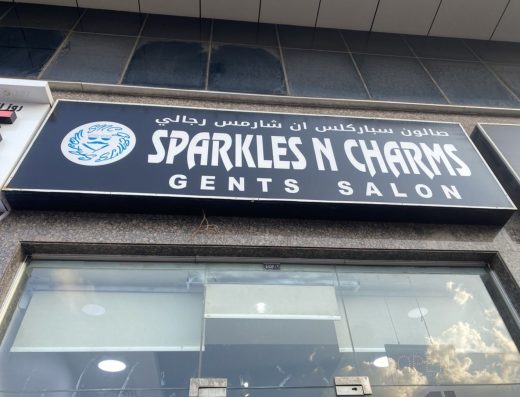 صالون سباركلس ان شارمس رجالي
SPARKLES N CHARMS
GENTS SALON